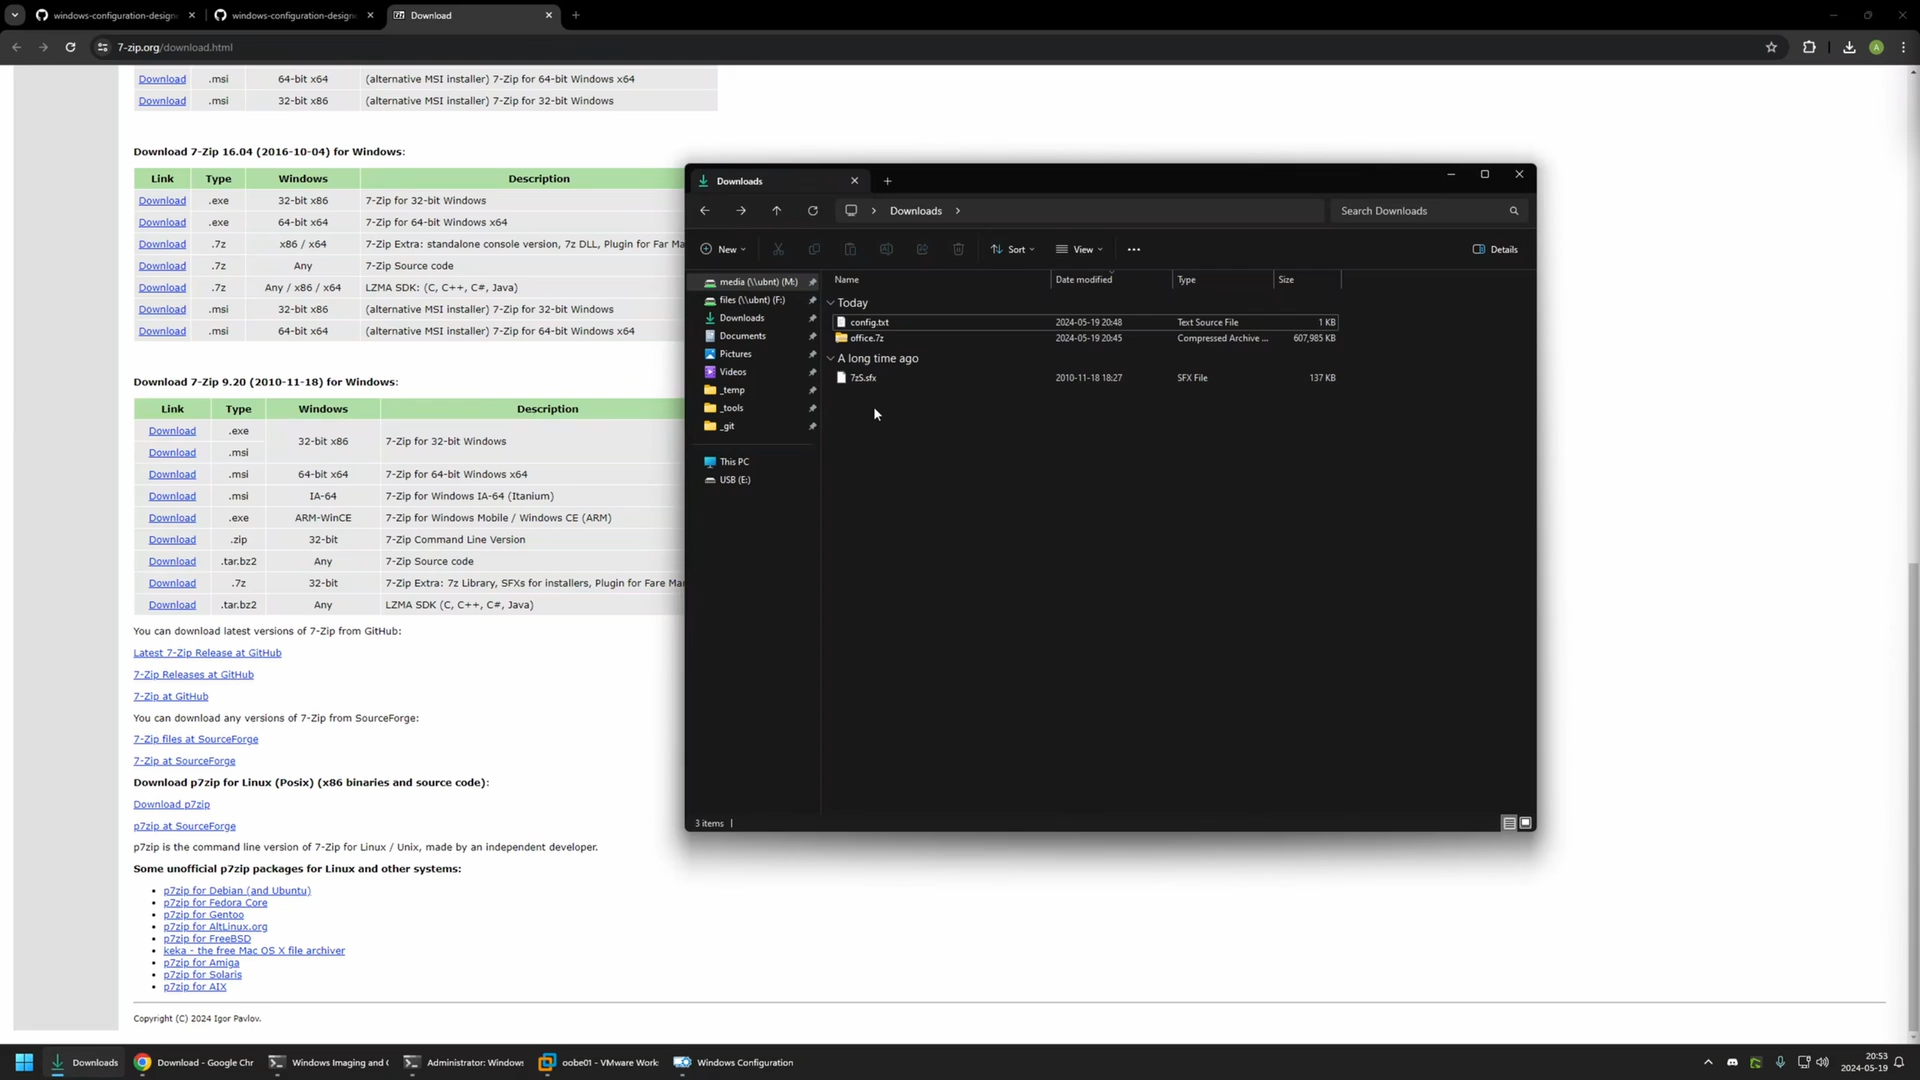 windows-configuration-design
windows-configuration-design
Download
7-zip.org/download.html
A
Download .msi 64-bit x64 (alternative MSI installer) 7-Zip for 64-bit Windows x64
Download .msi 32-bit x86 (alternative MSI installer) 7-Zip for 32-bit Windows
Download 7-Zip 16.04 (2016-10-04) for Windows:
Link Type Windows Description
Download .exe 32-bit x86 7-Zip for 32-bit Windows
Download .exe 64-bit x64 7-Zip for 64-bit Windows x64
Download .7z x86 / x64 7-Zip Extra: standalone console version, 7z DLL, Plugin for Far Ma
Download Any 7-Zip Source code
Download .7z Any / x86 / x64 LZMA SDK: (C, C++, C#, Java)
Download .msi 32-bit x86 (alternative MSI installer) 7-Zip for 32-bit Windows
Download .msi 64-bit x64 (alternative MSI installer) 7-Zip for 64-bit Windows x64
Download 7-Zip 9.20 (2010-11-18) for Windows:
Link Type Windows Description
Download .exe 32-bit x86 7-Zip for 32-bit Windows
Download .msi
Download .msi 64-bit x64 7-Zip for 64-bit Windows x64
Download .msi IA-64 7-Zip for Windows IA-64 (Itanium)
Download .exe ARM-WinCE 7-Zip for Windows Mobile / Windows CE (ARM)
Download .zip 32-bit 7-Zip Command Line Version
Download .tar.bz2 Any 7-Zip Source code
Download .7z 32-bit 7-Zip Extra: 7z Library, SFXs for installers, Plugin for Fare Ma
Download .tar.bz2 Any LZMA SDK (C, C++, C#, Java)
You can download latest versions of 7-Zip from GitHub:
Latest 7-Zip Release at GitHub
7-Zip Releases at GitHub
7-Zip at GitHub
You can download any versions of 7-Zip from SourceForge:
7-Zip files at SourceForge
7-Zip at SourceForge
Download p7zip for Linux (Posix) (x86 binaries and source code):
Download p7zip
p7zip at SourceForge
p7zip is the command line version of 7-Zip for Linux / Unix, made by an independent developer.
Some unofficial p7zip packages for Linux and other systems:
p7zip for Debian (and Ubuntu)
p7zip for Fedora Core
p7zip for Gentoo
p7zip for AltLinux.org
p7zip for FreeBSD
keka - the free Mac OS X file archiver
p7zip for Amiga
p7zip for Solaris
p7zip for AIX
Copyright (C) 2024 Igor Pavlov.
Downloads
Downloads
Search Downloads
New
Sort
View
Details
media (\\ubnt) (M:)
files (\\ubnt) (F:)
Downloads
Documents
Pictures
Videos
_temp
_tools
_git
This PC
USB (E:)
Name Date modified Type Size
Today
config.txt 2024-05-19 20:48 Text Source File 1 KB
office.7z 2024-05-19 20:45 Compressed Archive ... 607,985 KB
A long time ago
7zS.sfx 2010-11-18 18:27 SFX File 137 KB
3 items
Downloads
Download - Google Chr
Windows Imaging and C
Administrator: Windows
oobe01 - VMware Work
Windows Configuration
20:53
2024-05-19